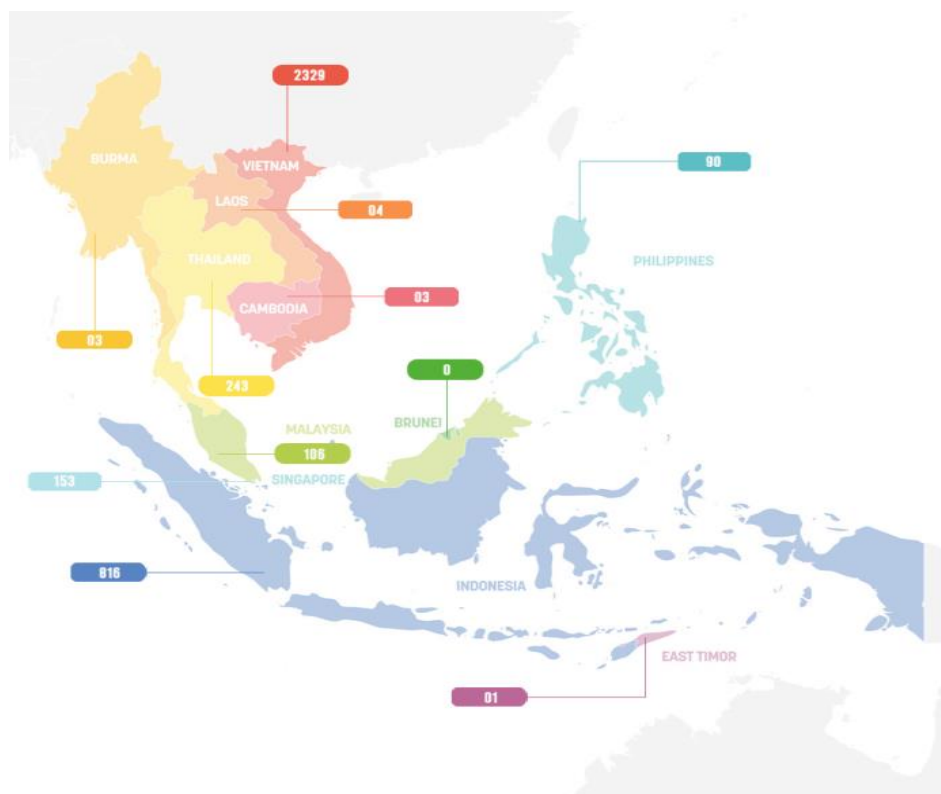 2329
BURMA
VIETNAM
90
LAOS
04
THAILAND
PHILIPPINES
03
CAMBODIA
03
0
243
BRUNEI
MALAYSIA
106
153
SINGAPORE
816
INDONESIA
EAST TIMOR
01